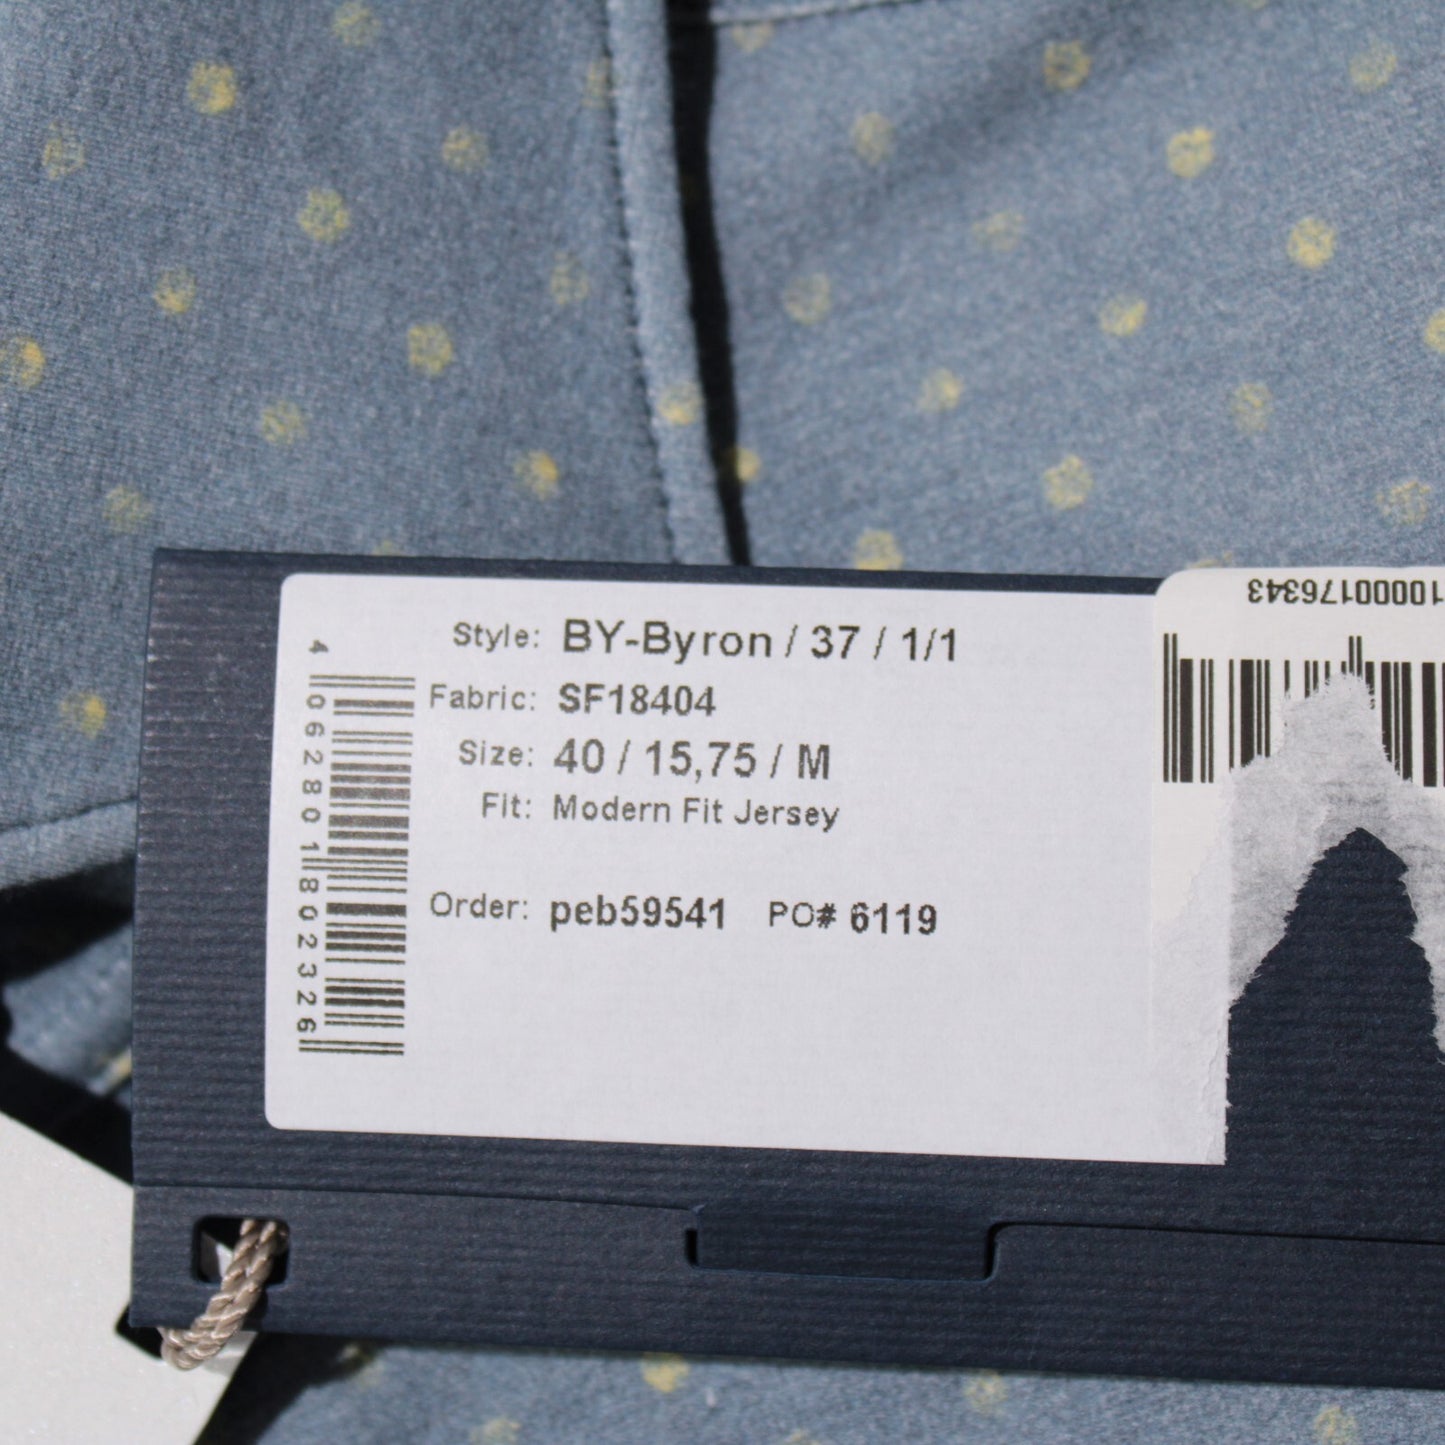 Style: BY-Byron / 37 / 1/1
Fabric: SF18404
Size: 40 / 15,75 / M
Fit: Modern Fit Jersey
Order: peb59541 PO# 6119
4 062801 802326
10000176343